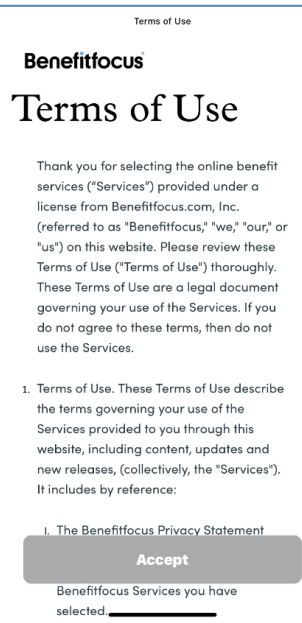 Terms of Use
Benefitfocus
Terms of Use
Thank you for selecting the online benefit
services (“Services”) provided under a
license from Benefitfocus.com, Inc.
(referred to as "Benefitfocus," "we," "our," or
"us") on this website. Please review these
Terms of Use ("Terms of Use") thoroughly.
These Terms of Use are a legal document
governing your use of the Services. If you
do not agree to these terms, then do not
use the Services.
1. Terms of Use. These Terms of Use describe
the terms governing your use of the
Services provided to you through this
website, including content, updates and
new releases, (collectively, the "Services").
It includes by reference:
I. The Benefitfocus Privacy Statement
Accept
Benefitfocus Services you have
selected.